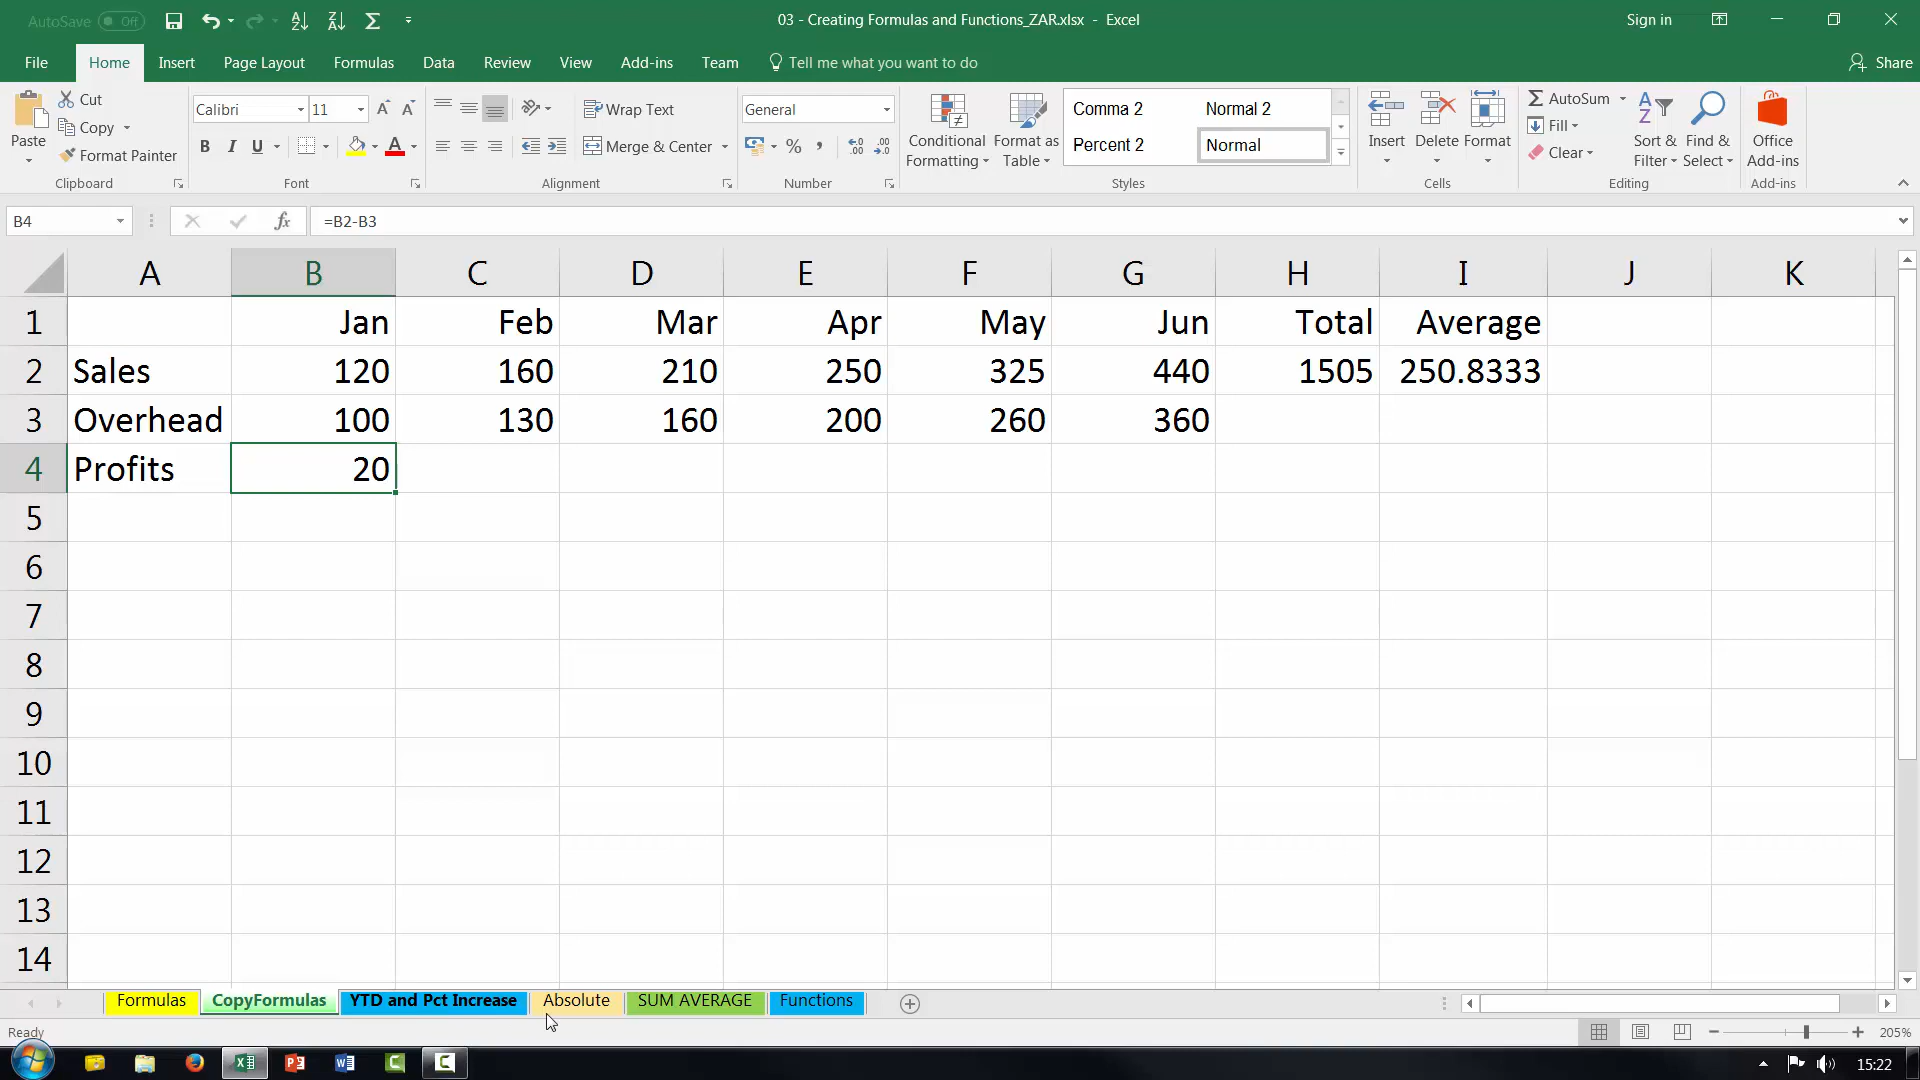 AutoSave Off
03 - Creating Formulas and Functions_ZAR.xlsx - Excel
Sign in
File Home Insert Page Layout Formulas Data Review View Add-ins Team Tell me what you want to do Share
Paste
Cut
Copy
Format Painter
Clipboard
Calibri 11
B I U
Font
Wrap Text
Merge & Center
Alignment
General
Number
Conditional Formatting
Format as Table
Comma 2 Normal 2
Percent 2 Normal
Styles
Insert Delete Format
Cells
AutoSum
Fill
Clear
Sort & Filter
Find & Select
Editing
Office Add-ins
Add-ins
B4 fx =B2-B3
A B C D E F G H I J K
1 Jan Feb Mar Apr May Jun Total Average
2 Sales 120 160 210 250 325 440 1505 250.8333
3 Overhead 100 130 160 200 260 360
4 Profits 20
5
6
7
8
9
10
11
12
13
14
Formulas CopyFormulas YTD and Pct Increase Absolute SUM AVERAGE Functions
Ready 205%
15:22